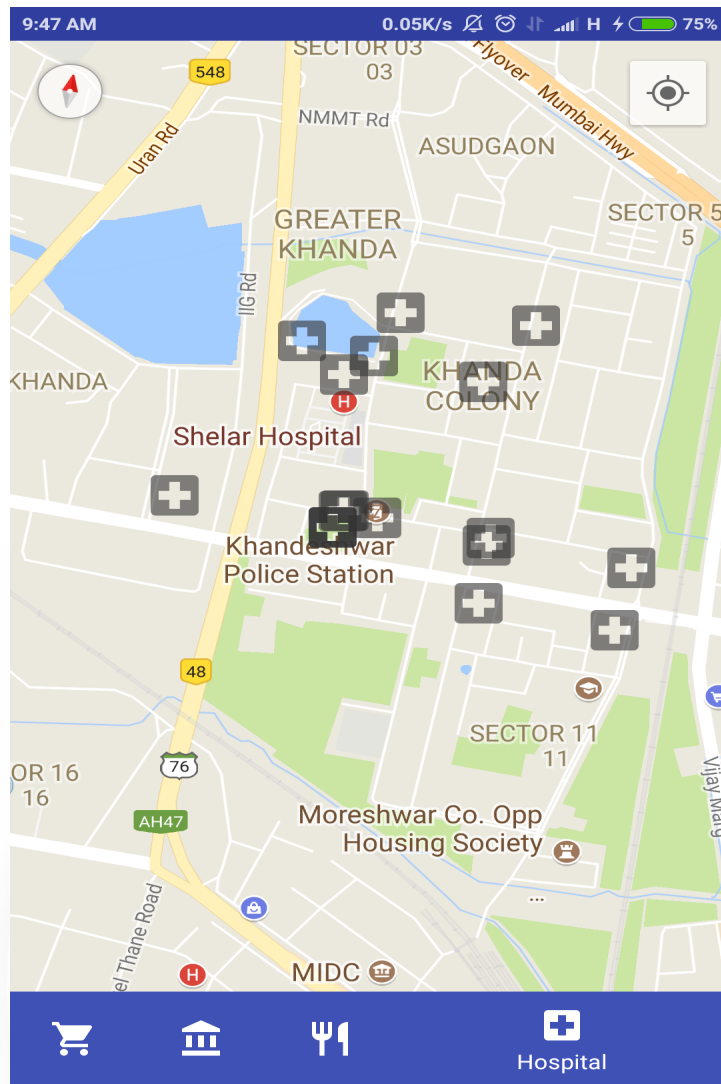 9:47 AM 0.05K/s H 75%
SECTOR 03
03
Flyover Mumbai Hwy
548
NMMT Rd
Uran Rd
ASUDGAON
SECTOR 5
5
GREATER
KHANDA
IIG Rd
KHANDA
KHANDA
COLONY
H
Shelar Hospital
Khandeshwar
Police Station
48
SECTOR 11
11
76
OR 16
16
Vijay Marg
AH47
Moreshwar Co. Opp
Housing Society
...
el Thane Road
H
MIDC
Hospital